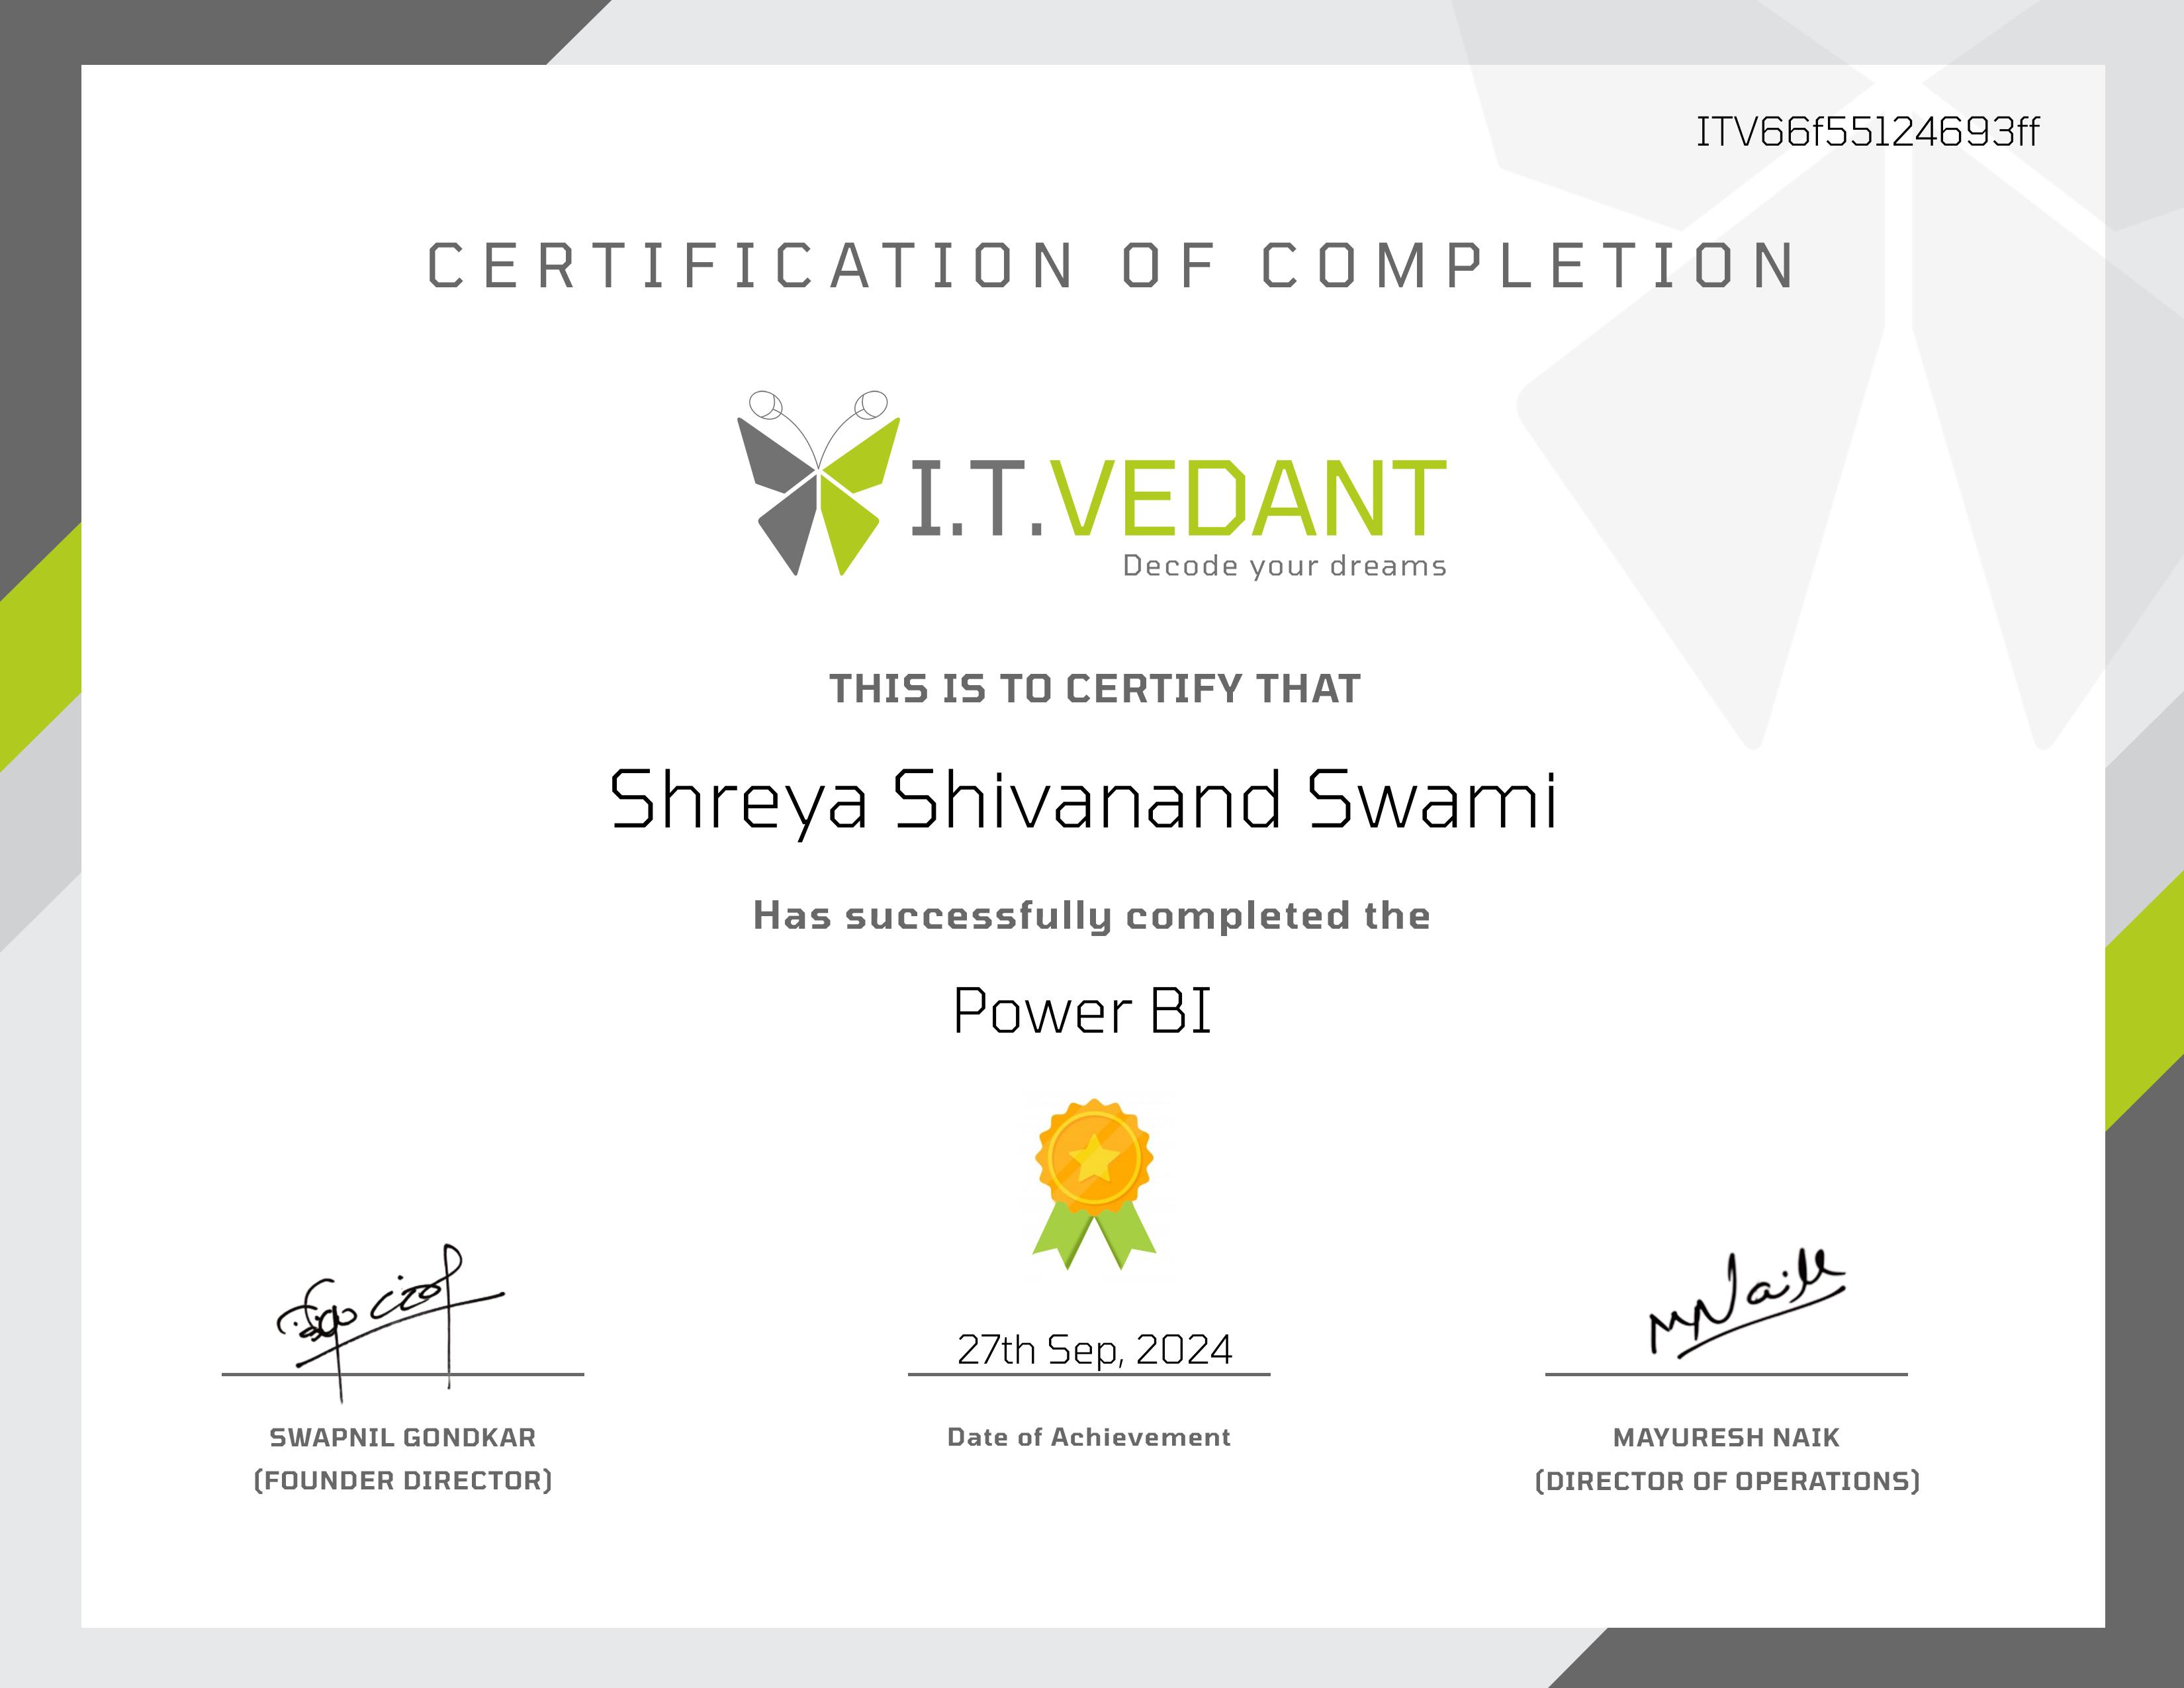 ITV66f55124693ff
CERTIFICATION OF COMPLETION
I.T.VEDANT
Decode your dreams
THIS IS TO CERTIFY THAT
Shreya Shivanand Swami
Has successfully completed the
Power BI
27th Sep, 2024
SWAPNIL GONDKAR
(FOUNDER DIRECTOR)
Date of Achievement
MNaik
MAYURESH NAIK
(DIRECTOR OF OPERATIONS)